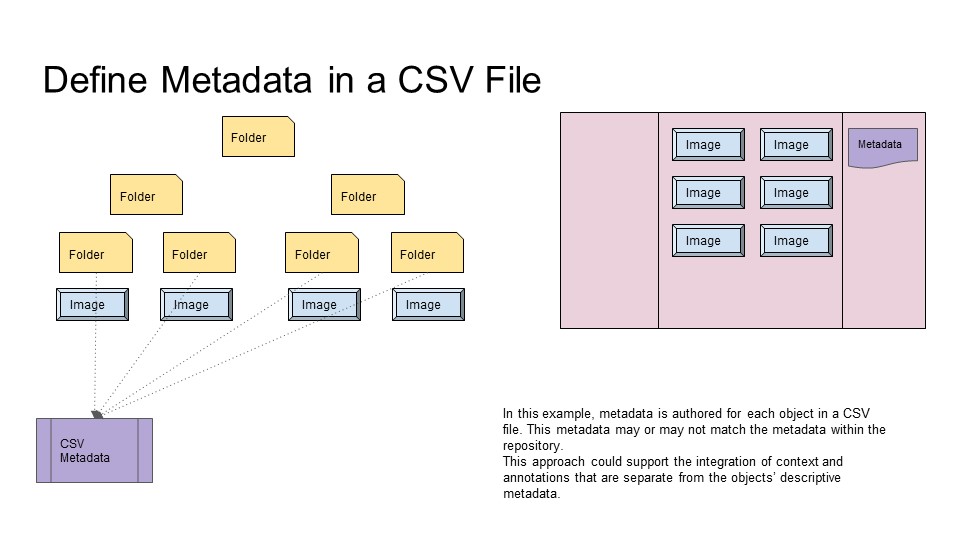 Define Metadata in a CSV File
Folder
Folder
Folder
Folder
Folder
Folder
Folder
Image
Image
Image
Image
CSV
Metadata
Image
Image
Metadata
Image
Image
Image
Image
In this example, metadata is authored for each object in a CSV
file. This metadata may or may not match the metadata within the
repository.
This approach could support the integration of context and
annotations that are separate from the objects’ descriptive
metadata.